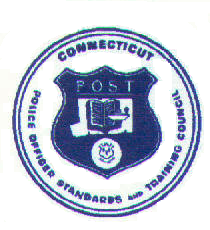 CONNECTICUT
POST
POLICE OFFICER STANDARDS AND TRAINING COUNCIL